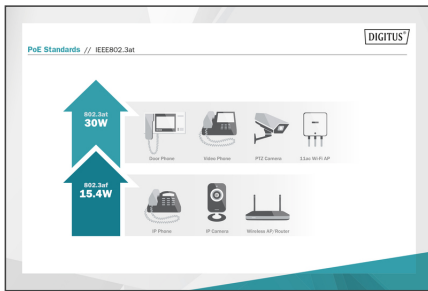 DIGITUS®
PoE Standards // IEEE802.3at
802.3at
30W
Door Phone Video Phone PTZ Camera 11ac Wi-Fi AP
802.3af
15.4W
IP Phone IP Camera Wireless AP/Router